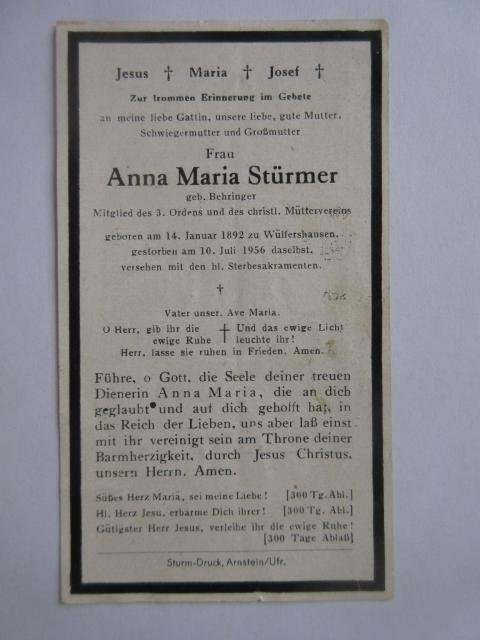 Jesus † Maria † Josef †
Zur frommen Erinnerung im Gebete
an meine liebe Gattin, unsere liebe, gute Mutter,
Schwiegermutter und Großmutter
Frau
Anna Maria Stürmer
geb. Behringer
Mitglied des 3. Ordens und des christl. Müttervereins
geboren am 14. Januar 1892 zu Wülfershausen,
gestorben am 10. Juli 1956 daselbst,
versehen mit den hl. Sterbesakramenten.
†
Vater unser. Ave Maria.
O Herr, gib ihr die † Und das ewige Licht
ewige Ruhe leuchte ihr!
Herr, lasse sie ruhen in Frieden. Amen.
Führe, o Gott, die Seele deiner treuen
Dienerin Anna Maria, die an dich
geglaubt und auf dich gehofft hat, in
das Reich der Lieben, uns aber laß einst
mit ihr vereinigt sein am Throne deiner
Barmherzigkeit, durch Jesus Christus,
unsern Herrn. Amen.
Süßes Herz Mariä, sei meine Liebe! [300 Tg. Abl.]
Hl. Herz Jesu, erbarme Dich ihrer! [300 Tg. Abl.]
Gütigster Herr Jesus, verleihe ihr die ewige Ruhe!
[300 Tage Ablaß]
Sturm-Druck, Arnstein/Ufr.